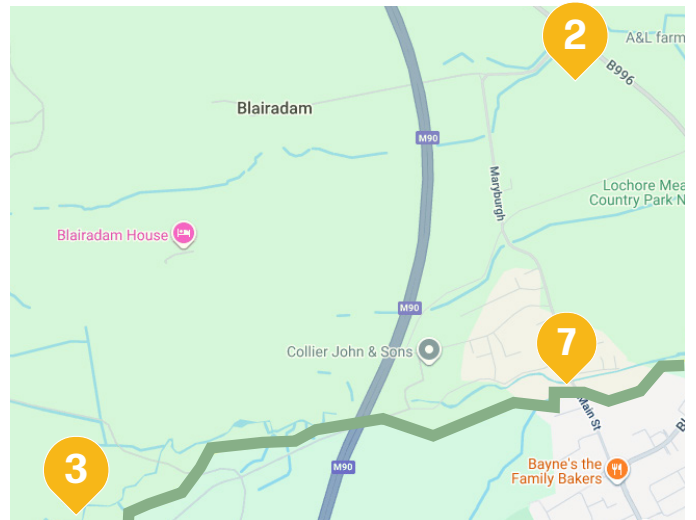 2
A&L farm
B996
Blairadam
M90
Maryburgh
Lochore Mea
Country Park N
Blairadam House
M90
Collier John & Sons
7
Main St
Bl
M90
3
Bayne's the
Family Bakers